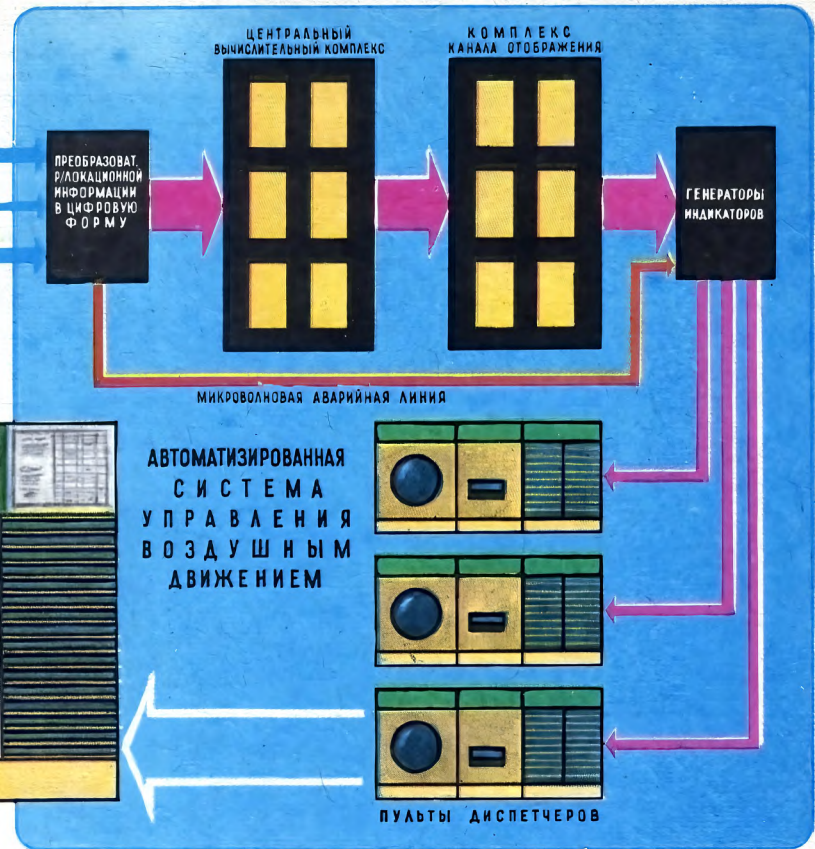 ЦЕНТРАЛЬНЫЙ
ВЫЧИСЛИТЕЛЬНЫЙ КОМПЛЕКС
КОМПЛЕКС
КАНАЛА ОТОБРАЖЕНИЯ
ПРЕОБРАЗОВАТ.
Р/ЛОКАЦИОННОЙ
ИНФОРМАЦИИ
В ЦИФРОВУЮ
ФОРМУ
ГЕНЕРАТОРЫ
ИНДИКАТОРОВ
МИКРОВОЛНОВАЯ АВАРИЙНАЯ ЛИНИЯ
АВТОМАТИЗИРОВАННАЯ
СИСТЕМА
УПРАВЛЕНИЯ
ВОЗДУШНЫМ
ДВИЖЕНИЕМ
ПУЛЬТЫ ДИСПЕТЧЕРОВ